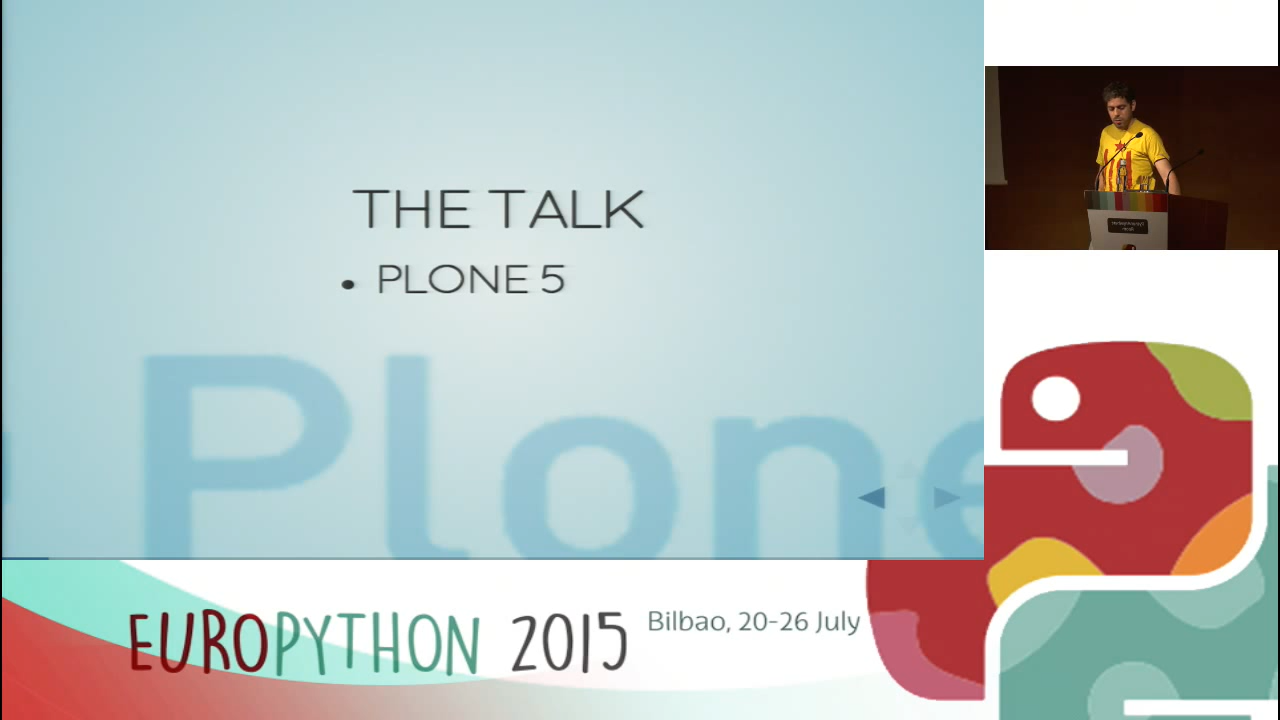 THE TALK
• PLONE 5
Plone
EUROPYTHON 2015
Bilbao, 20-26 July